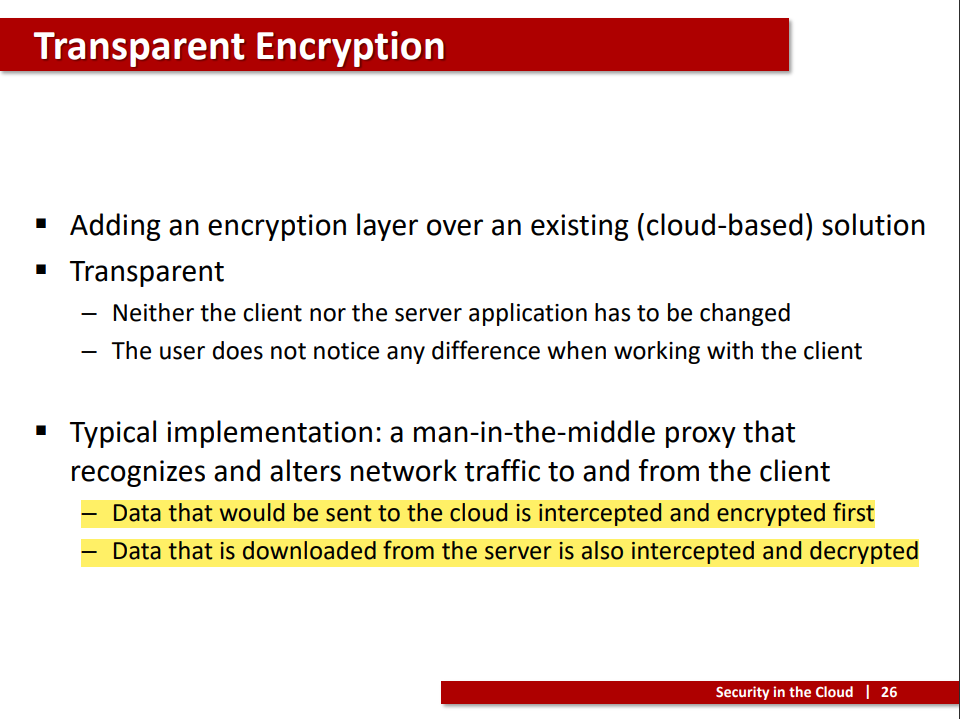 Transparent Encryption
▪ Adding an encryption layer over an existing (cloud-based) solution
▪ Transparent
– Neither the client nor the server application has to be changed
– The user does not notice any difference when working with the client
▪ Typical implementation: a man-in-the-middle proxy that
recognizes and alters network traffic to and from the client
– Data that would be sent to the cloud is intercepted and encrypted first
– Data that is downloaded from the server is also intercepted and decrypted
Security in the Cloud | 26